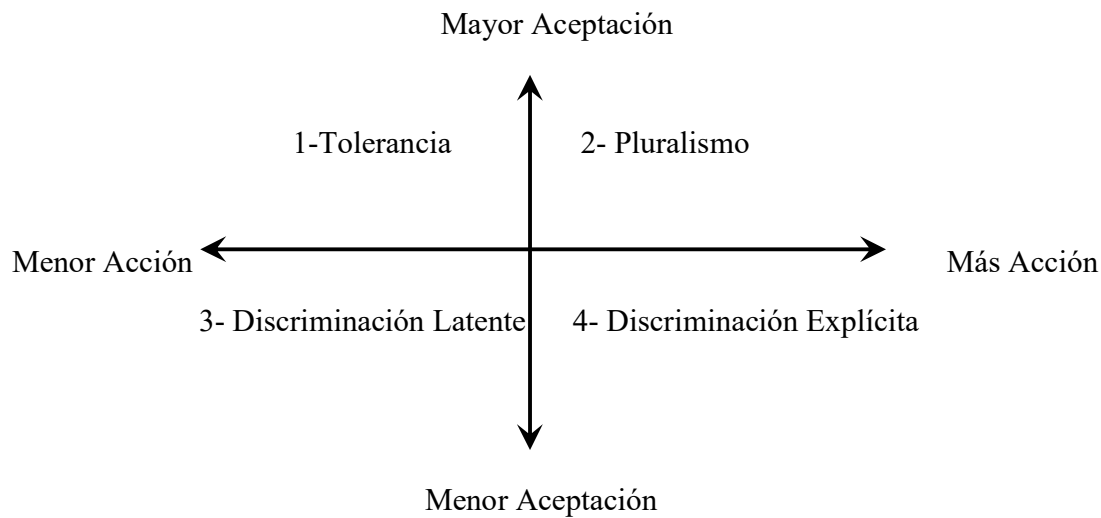 Mayor Aceptación
1-Tolerancia
2- Pluralismo
Menor Acción
Más Acción
3- Discriminación Latente
4- Discriminación Explícita
Menor Aceptación